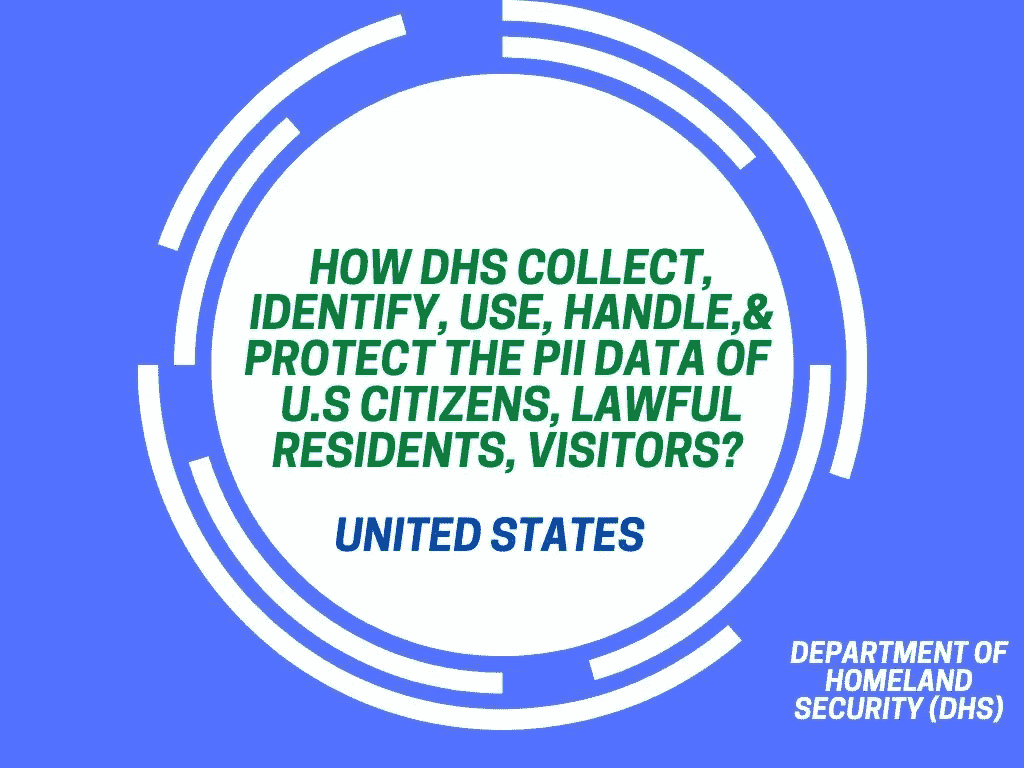 HOW DHS COLLECT,
IDENTIFY, USE, HANDLE,&
PROTECT THE PII DATA OF
U.S CITIZENS, LAWFUL
RESIDENTS, VISITORS?
UNITED STATES
DEPARTMENT OF
HOMELAND
SECURITY (DHS)